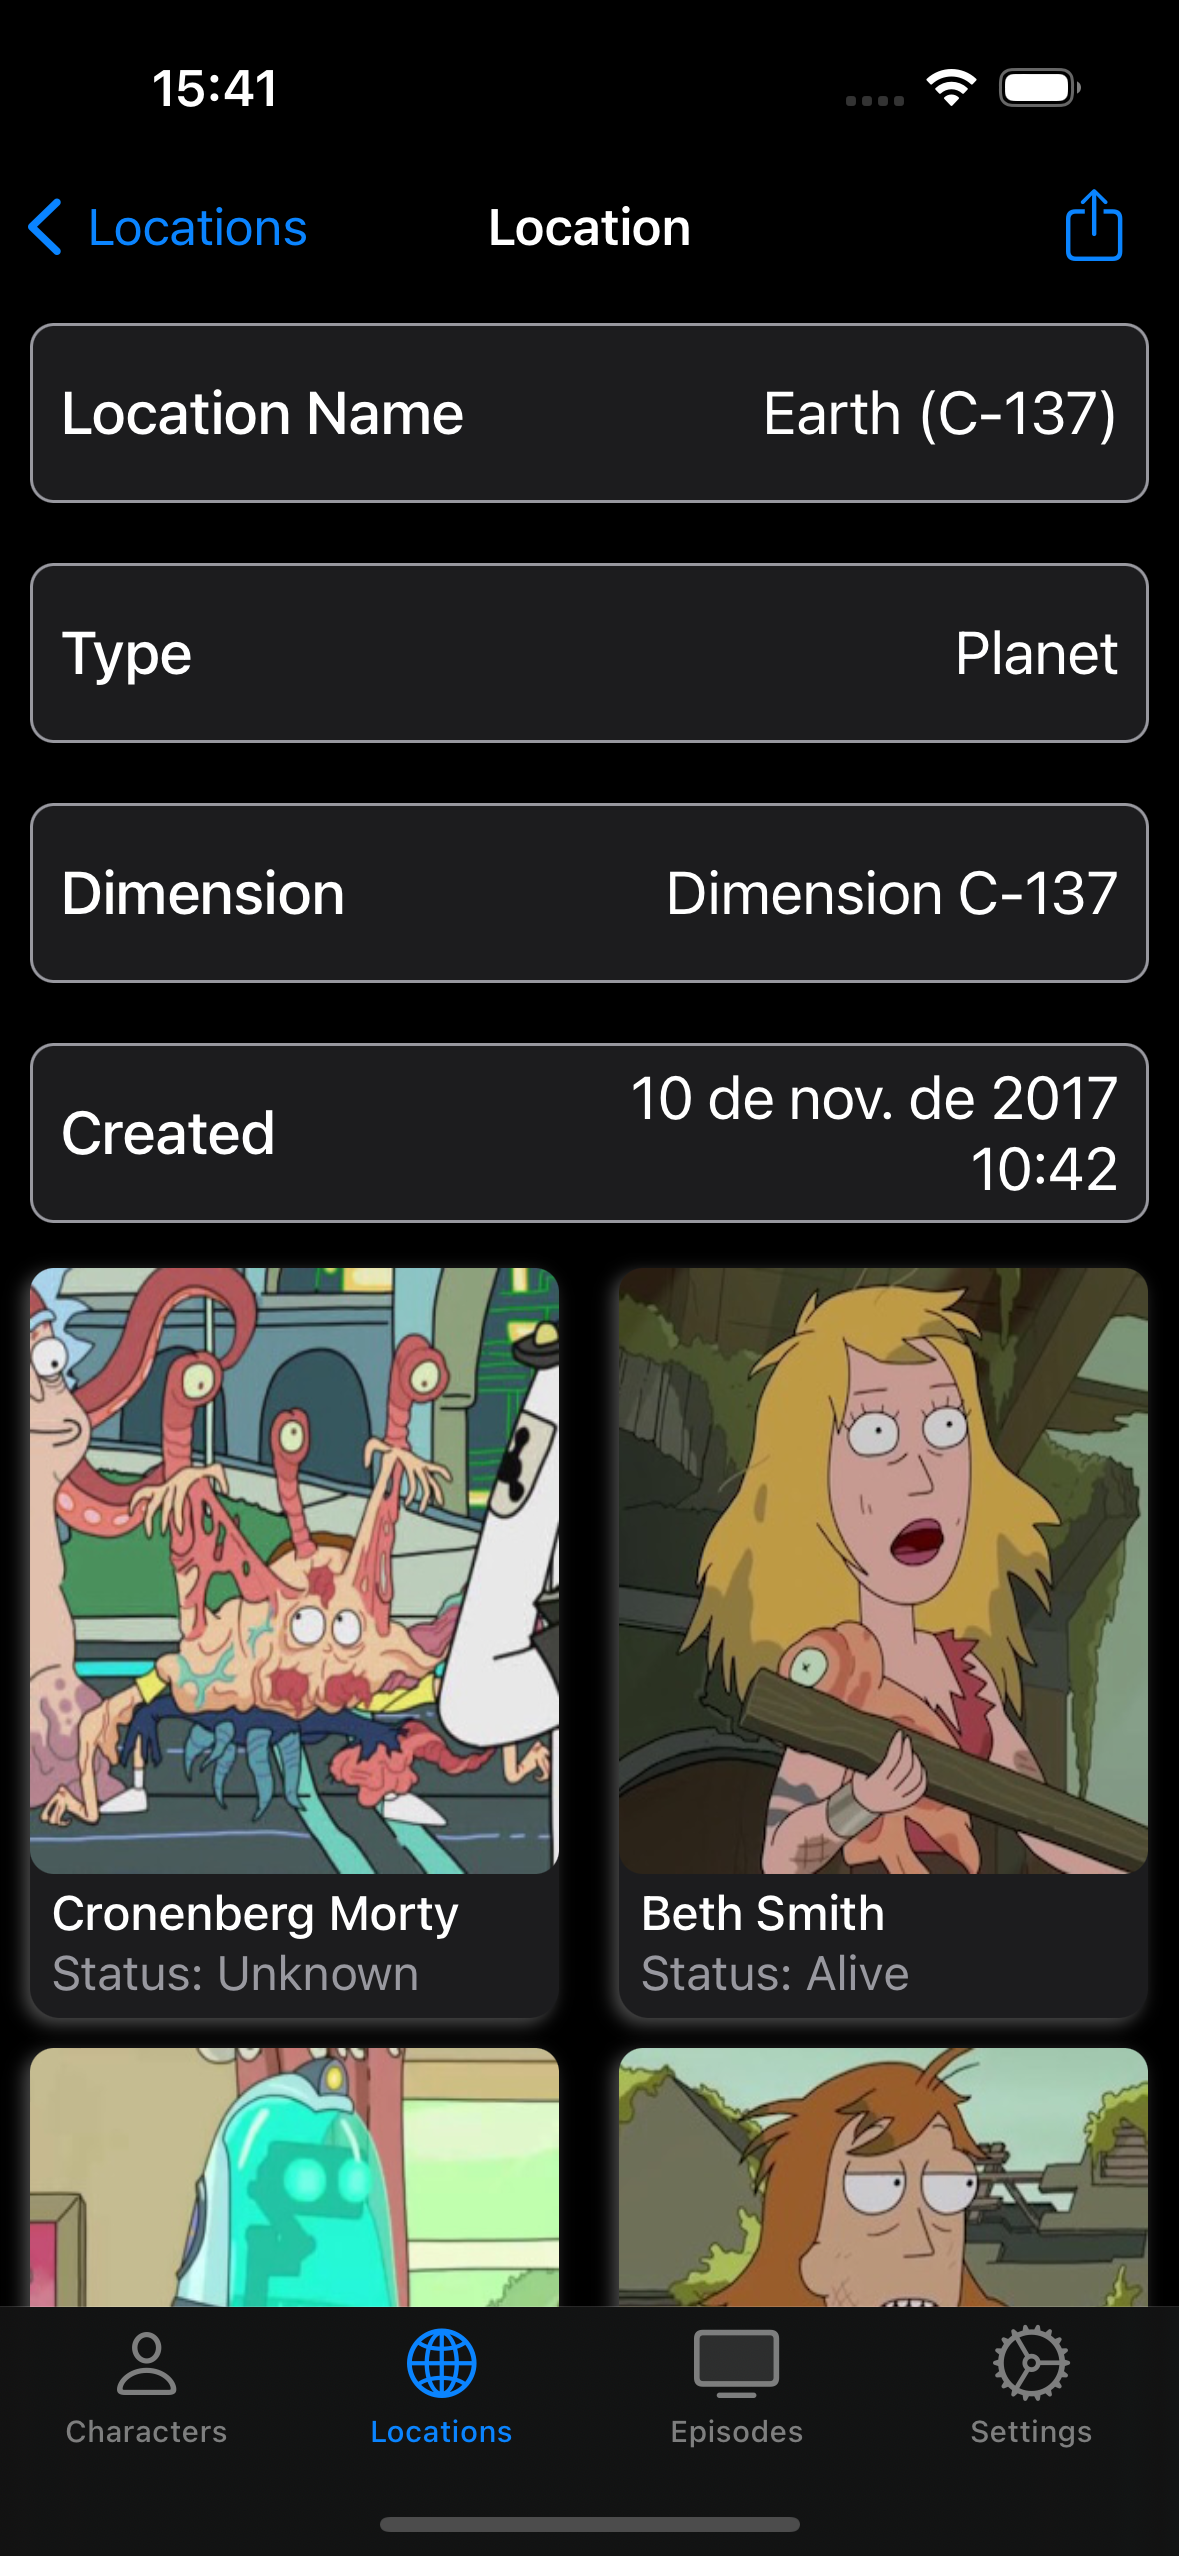 15:41
Locations
Location
Location Name
Earth (C-137)
Type
Planet
Dimension
Dimension C-137
Created
10 de nov. de 2017
10:42
Cronenberg Morty
Status: Unknown
Beth Smith
Status: Alive
Characters
Locations
Episodes
Settings